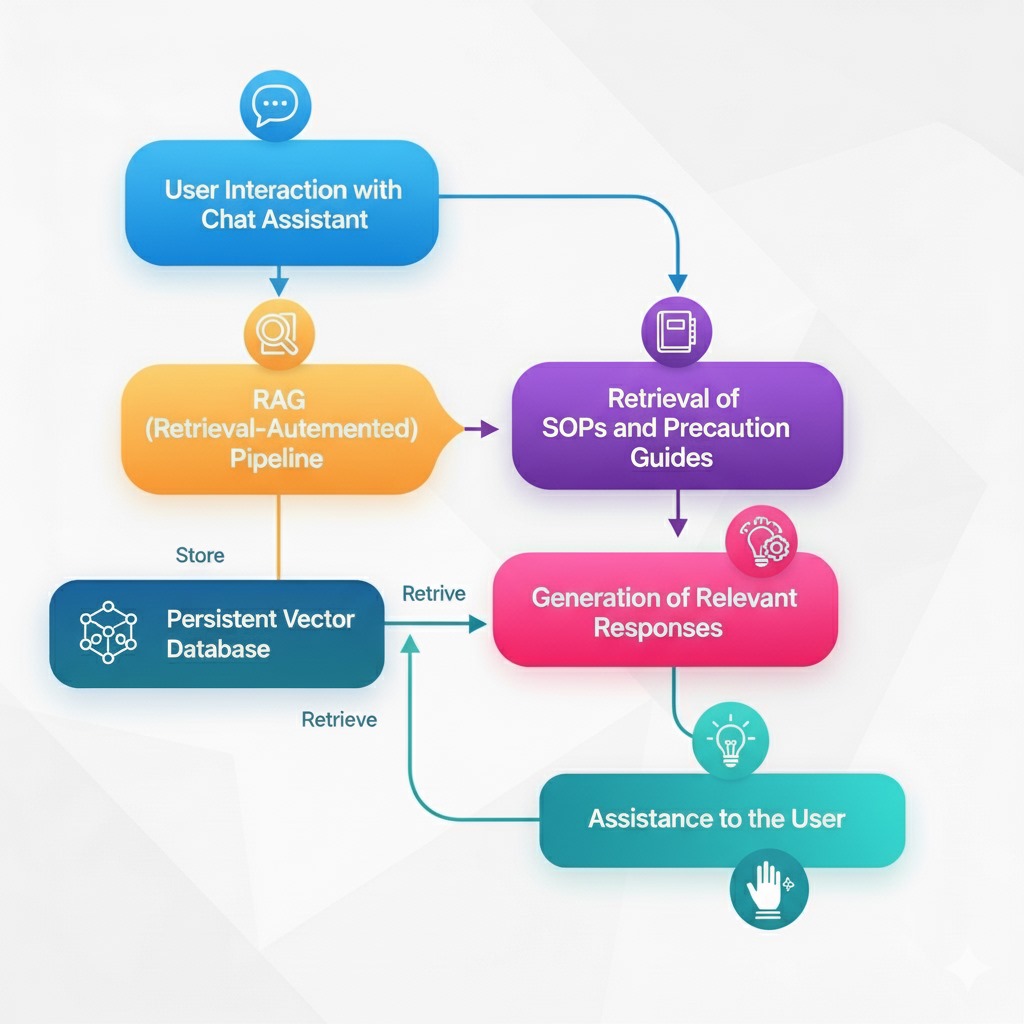 User Interaction with
Chat Assistant
RAG
(Retrieval-Autemented)
Pipeline
Retrieval of
SOPs and Precaution
Guides
Store
Persistent Vector
Database
Retrive
Generation of Relevant
Responses
Retrieve
Assistance to the User